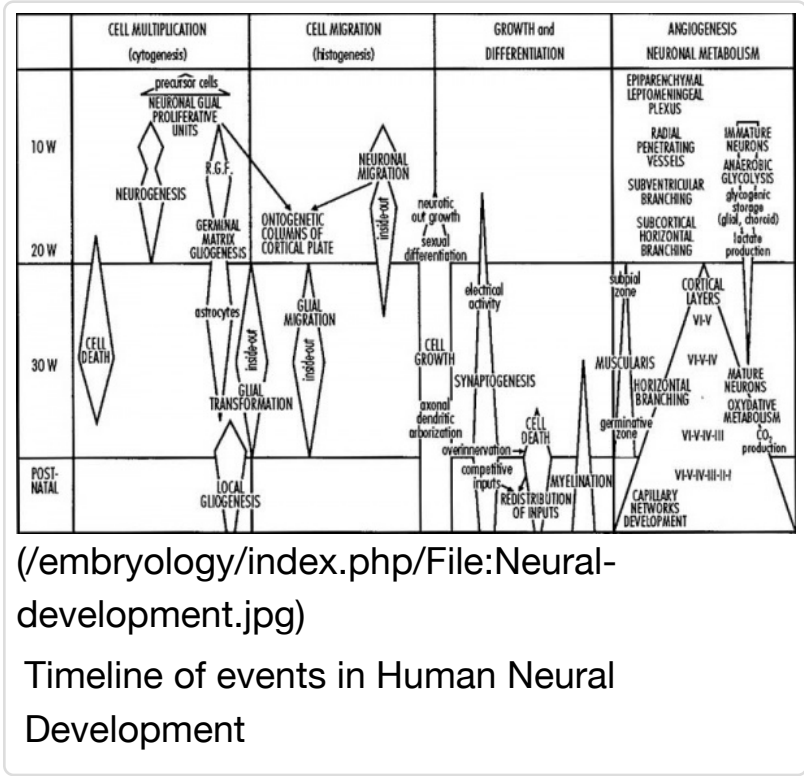 CELL MULTIPLICATION
(cytogenesis)
CELL MIGRATION
(histogenesis)
GROWTH and
DIFFERENTIATION
ANGIOGENESIS
NEURONAL METABOLISM
10 W
20 W
30 W
POST-
NATAL
precursor cells
NEURONAL GLIAL
PROLIFERATIVE
UNITS
R.G.F.
NEUROGENESIS
GERMINAL
MATRIX
GLIOGENESIS
astrocytes
CELL
DEATH
LOCAL
GLIOGENESIS
NEURONAL
MIGRATION
ONTOGENETIC
COLUMNS OF
CORTICAL PLATE
inside-out
GLIAL
MIGRATION
inside-out
inside-out
GLIAL
TRANSFORMATION
neurotic
out growth
sexual
differentiation
electrical
activity
CELL
GROWTH
SYNAPTOGENESIS
axonal
dendritic
arborization
CELL
DEATH
overinnervation
competitive
inputs
REDISTRIBUTION
OF INPUTS
MYELINATION
EPIPARENCHYMAL
LEPTOMENINGEAL
PLEXUS
RADIAL
PENETRATING
VESSELS
SUBVENTRICULAR
BRANCHING
SUBCORTICAL
HORIZONTAL
BRANCHING
IMMATURE
NEURONS
ANAEROBIC
GLYCOLYSIS
glycogenic
storage
(glial, choroid)
lactate
production
subpial
zone
CORTICAL
LAYERS
VI-V
MUSCULARIS
VI-V-IV
HORIZONTAL
BRANCHING
MATURE
NEURONS
OXYDATIVE
METABOLISM
CO₂
production
germinative
zone
VI-V-IV-III
VI-V-IV-III-II-I
CAPILLARY
NETWORKS
DEVELOPMENT
(/embryology/index.php/File:Neural-
development.jpg)
Timeline of events in Human Neural
Development